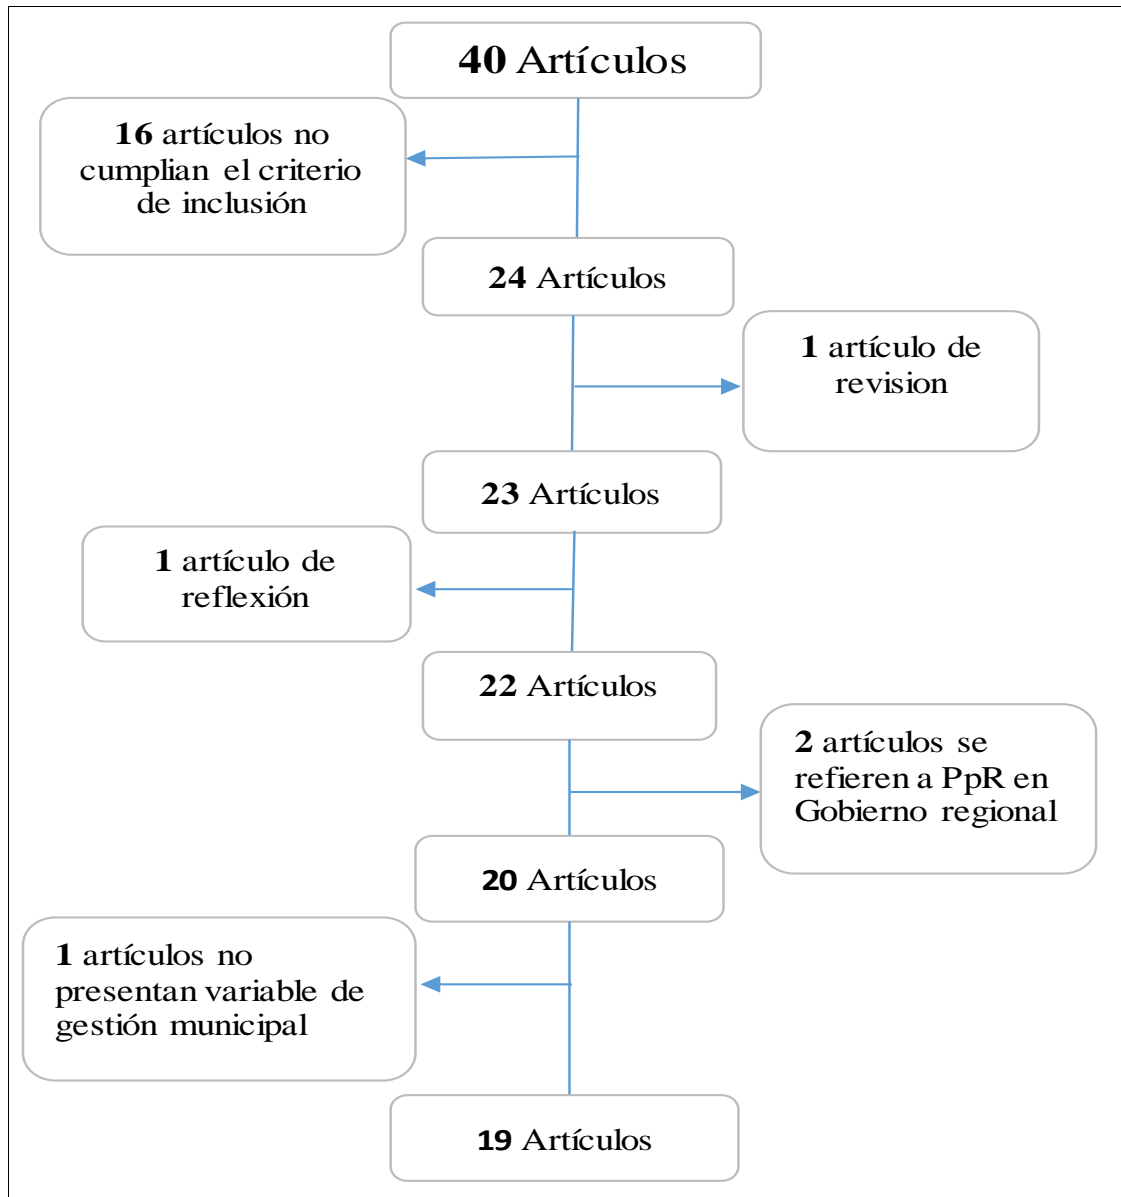 40 Artículos
16 artículos no
cumplian el criterio
de inclusión
24 Artículos
1 artículo de
revision
23 Artículos
1 artículo de
reflexión
22 Artículos
2 artículos se
refieren a PpR en
Gobierno regional
20 Artículos
1 artículos no
presentan variable de
gestión municipal
19 Artículos